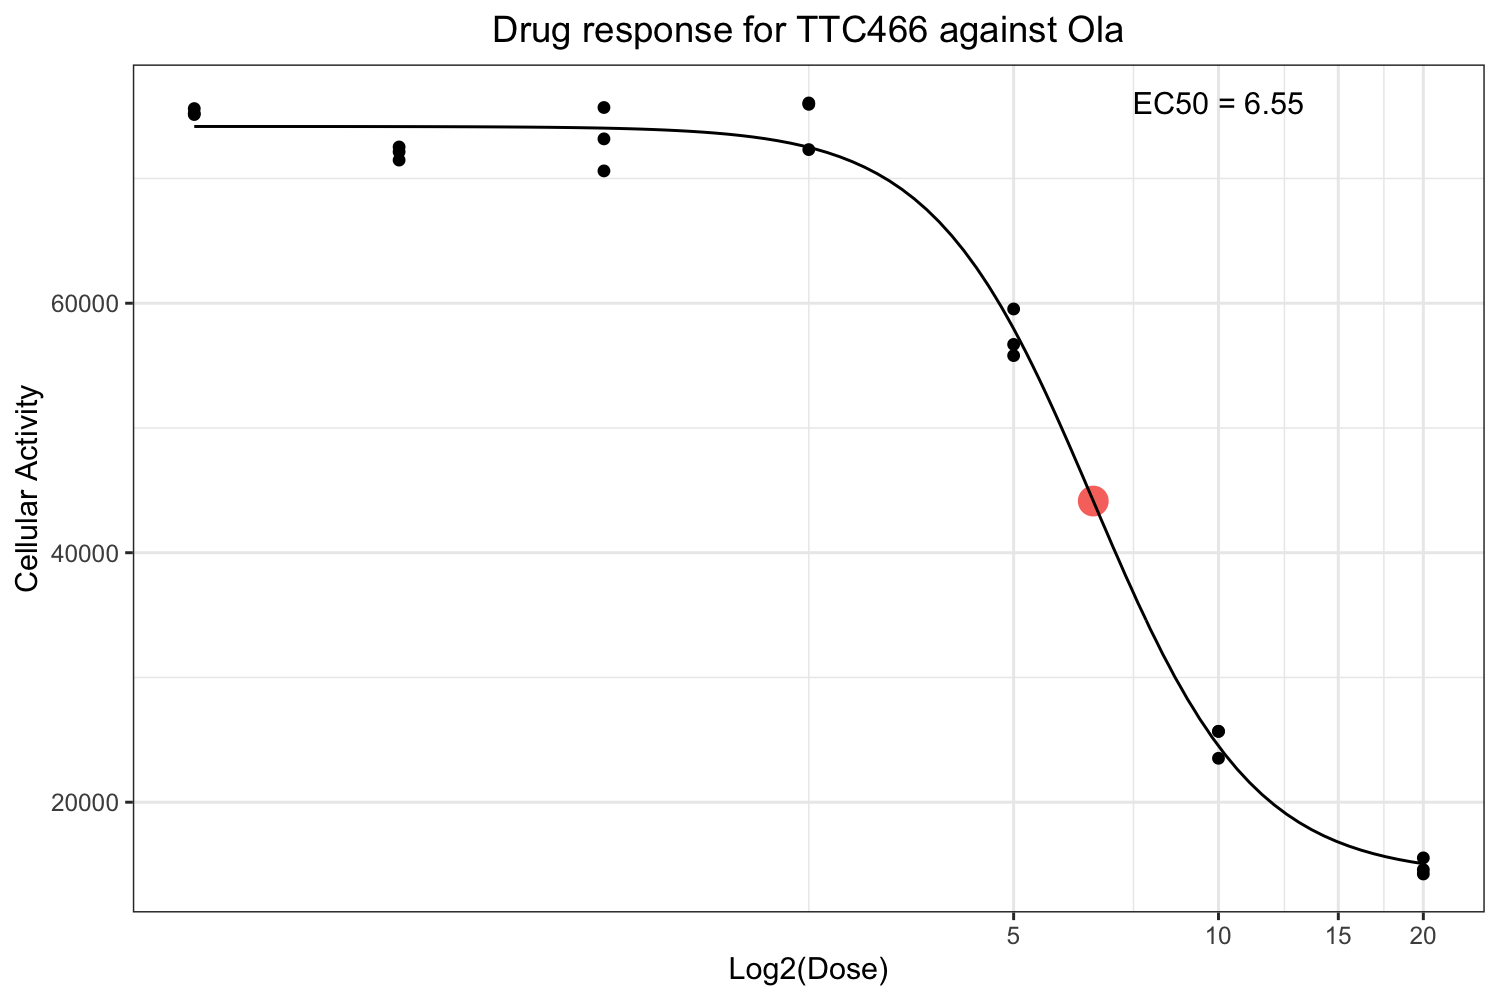 Drug response for TTC466 against Ola
EC50 = 6.55
Cellular Activity
60000
40000
20000
5
10
15
20
Log2(Dose)